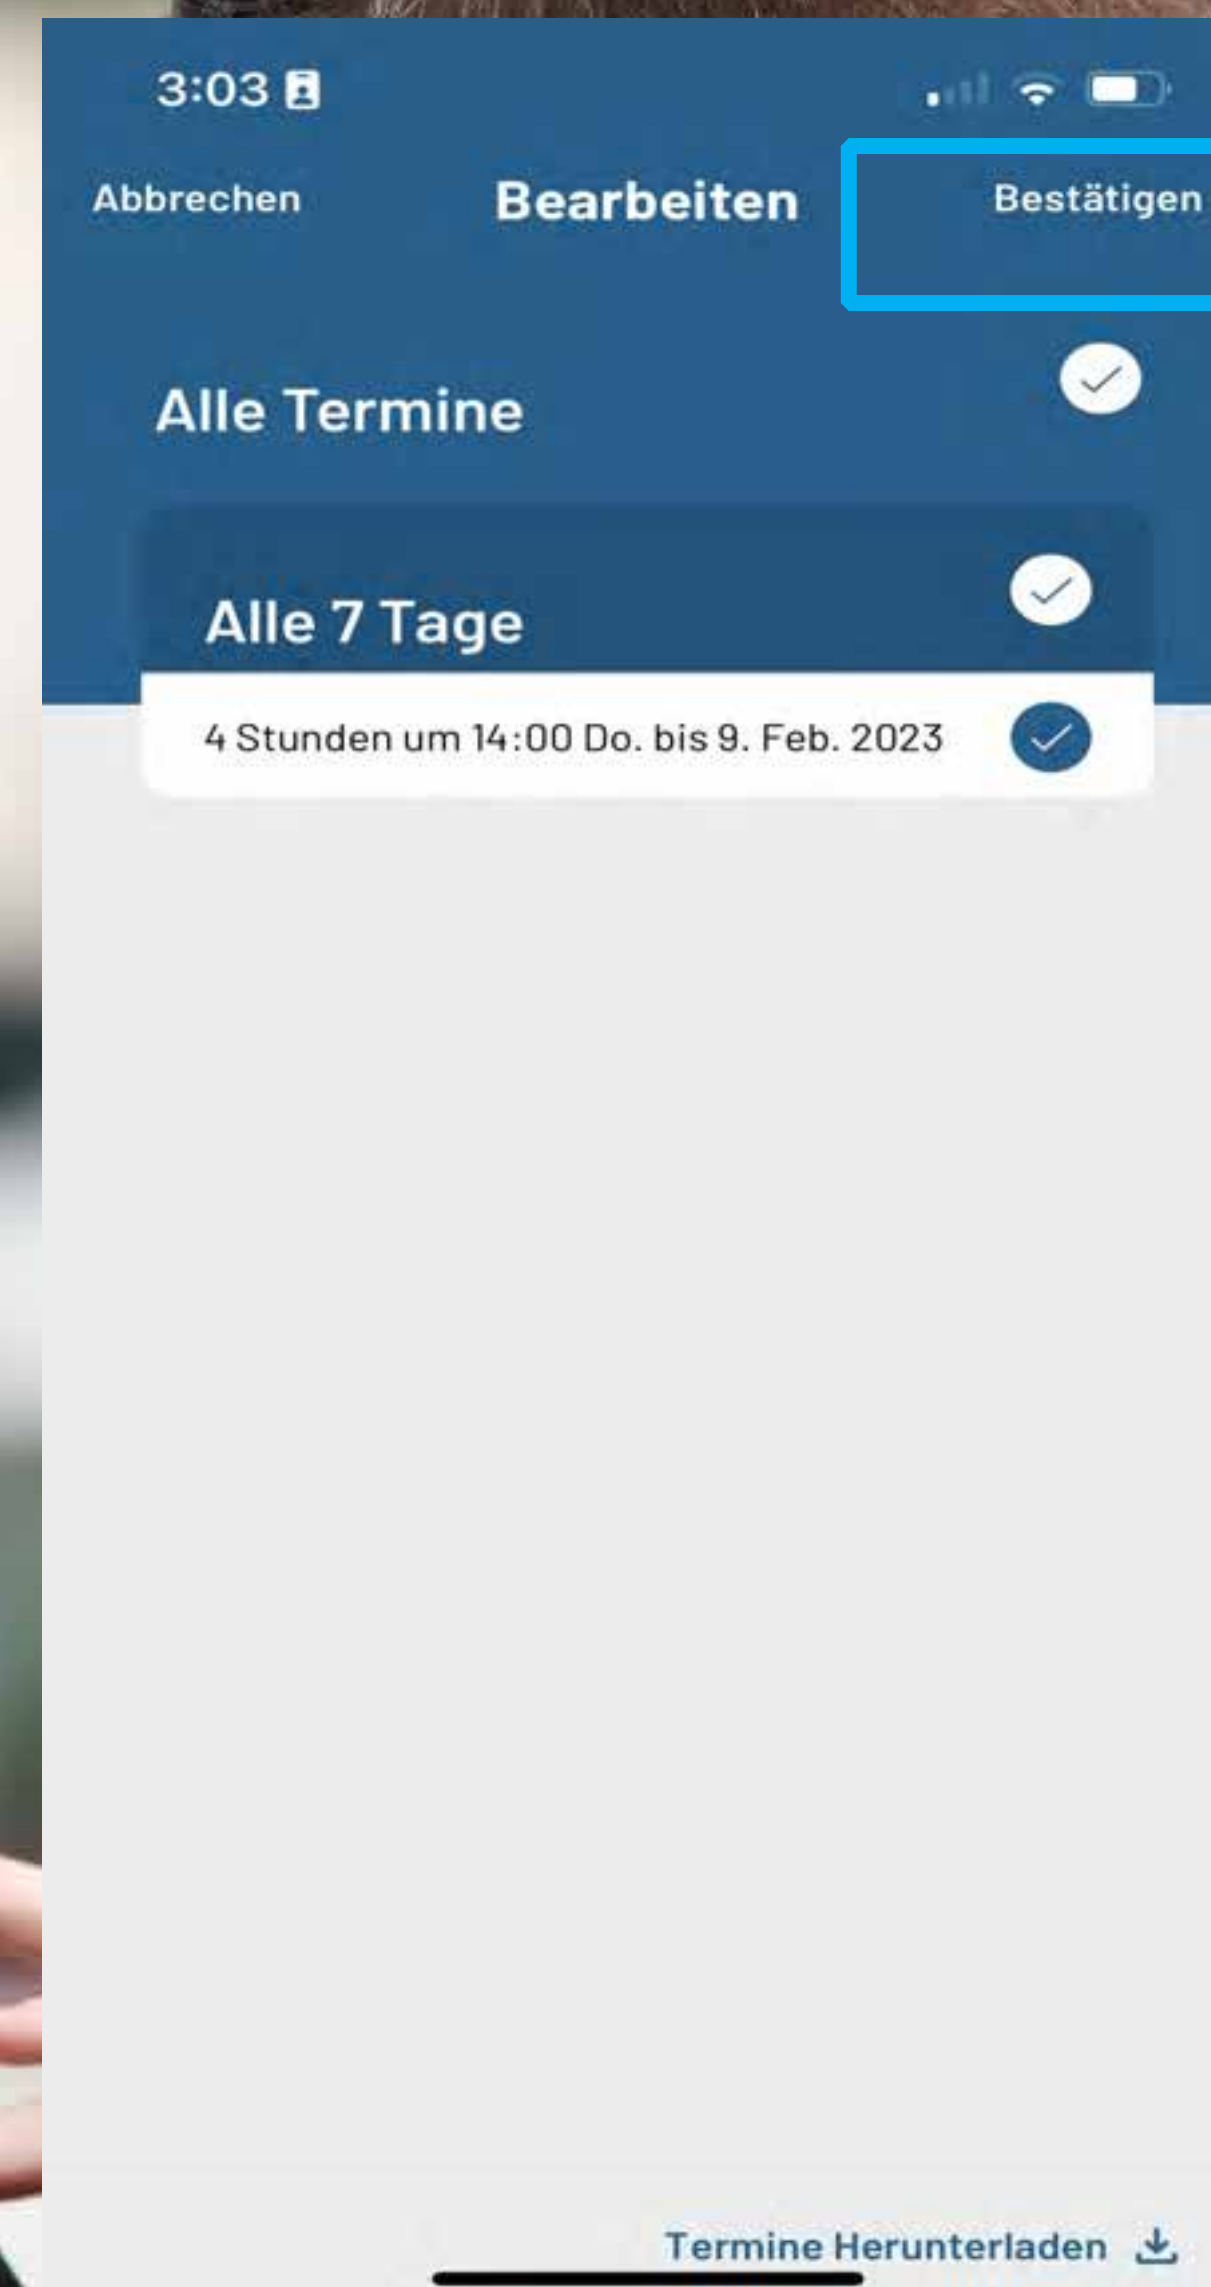 3:03
Abbrechen Bearbeiten Bestätigen
Alle Termine
Alle 7 Tage
4 Stunden um 14:00 Do. bis 9. Feb. 2023
Termine Herunterladen